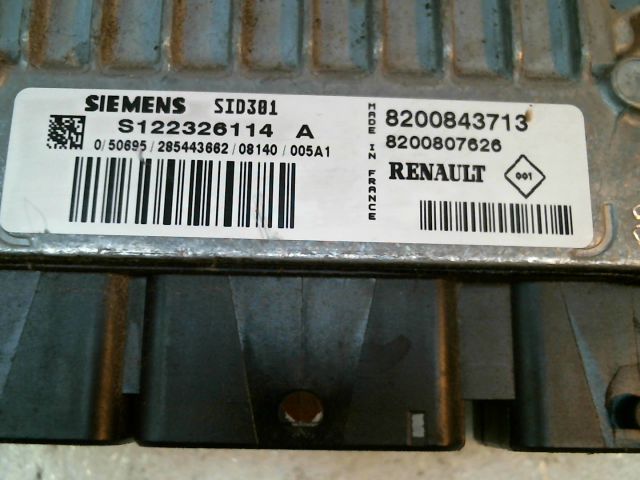 SIEMENS SID301
S122326114 A
0/50695/285443662/08140/005A1
MADE IN FRANCE
8200843713
8200807626
RENAULT 001